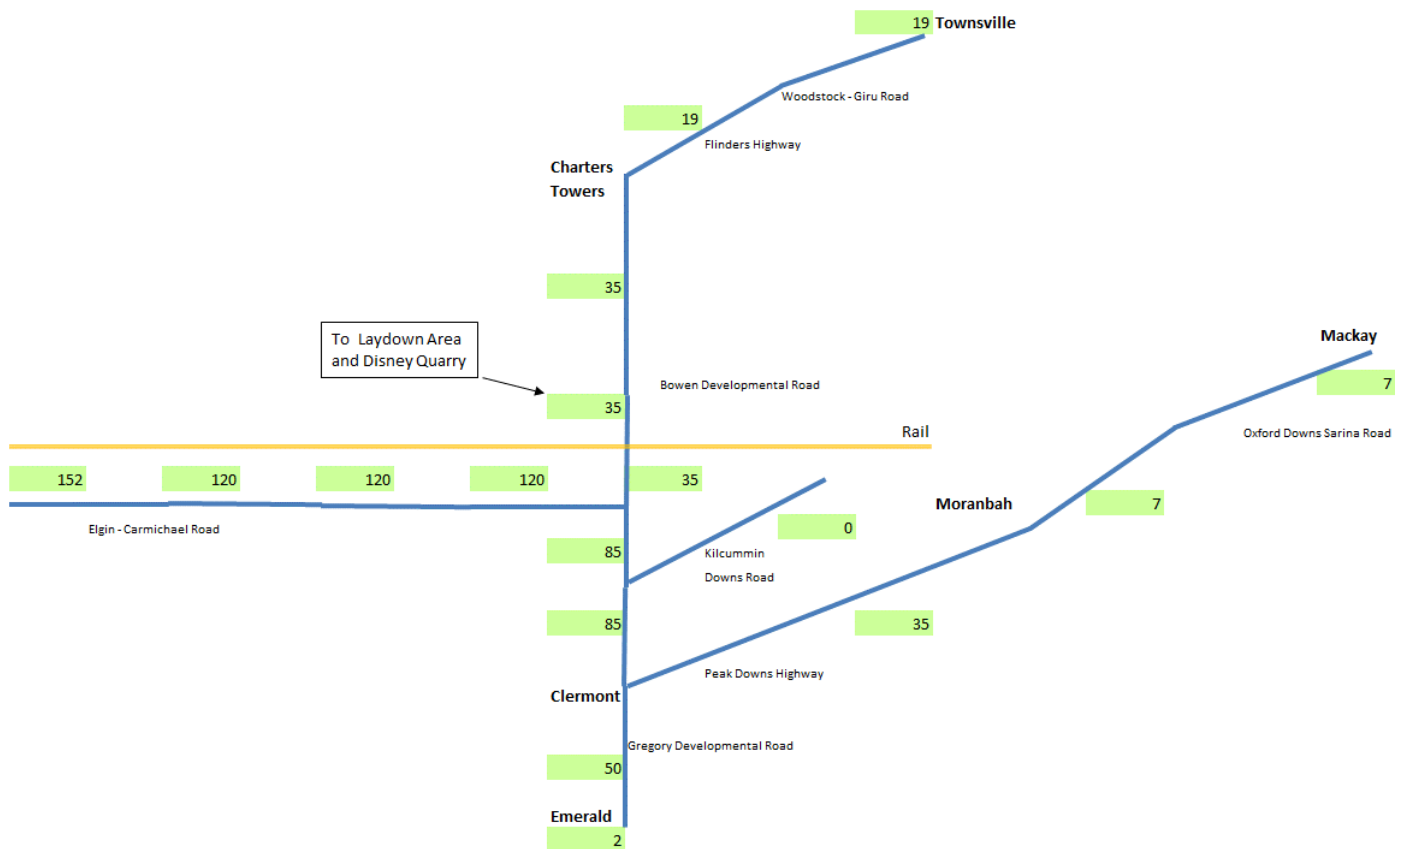 19 Townsville
Woodstock - Giru Road
19
Flinders Highway
Charters
Towers
35
To Laydown Area
and Disney Quarry
Mackay
7
Bowen Developmental Road
35
Rail
Oxford Downs Sarina Road
152 120 120 120 35
Moranbah
7
Elgin - Carmichael Road
0
85
Kilcummin
Downs Road
85
35
Peak Downs Highway
Clermont
Gregory Developmental Road
50
Emerald
2